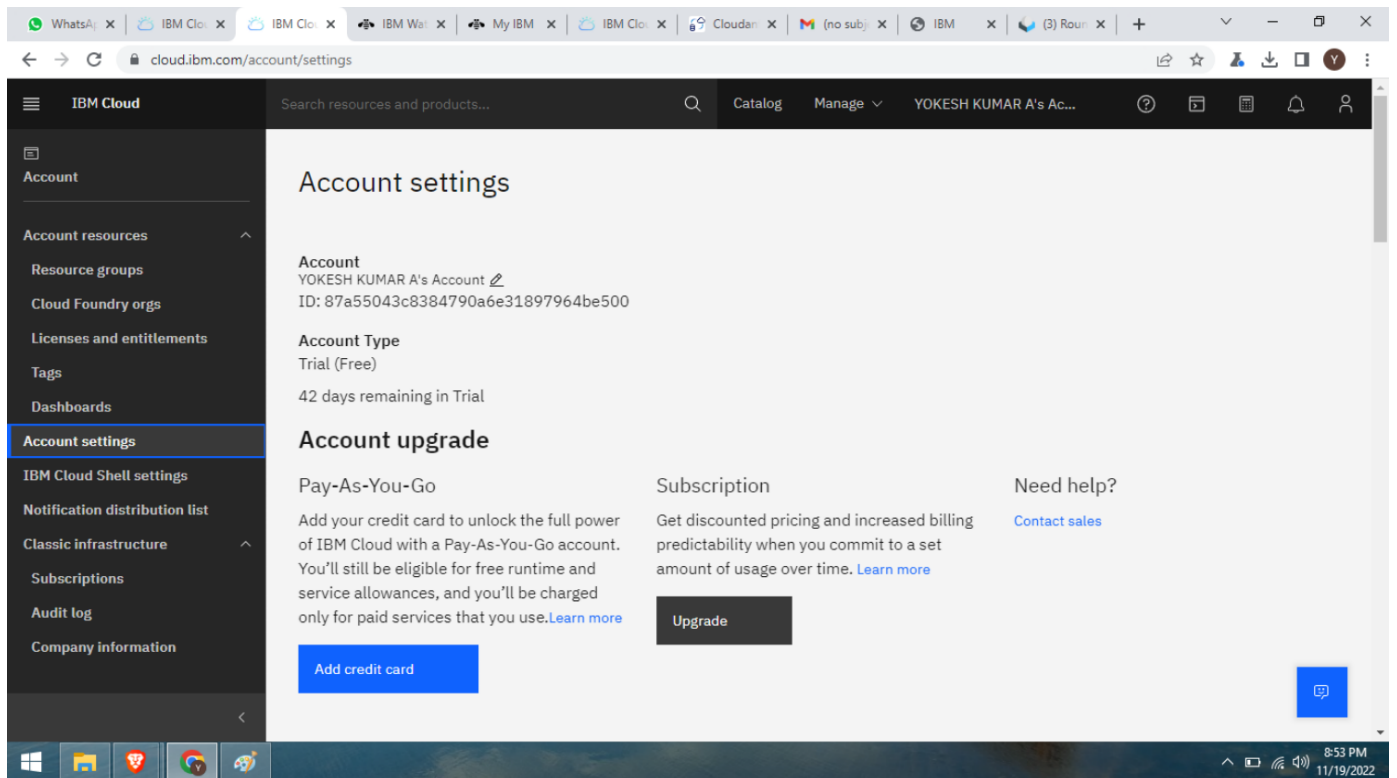 WhatsAp
IBM Clou
IBM Clou
IBM Wat
My IBM
IBM Clou
Cloudan
(no subj
IBM
(3) Roun
cloud.ibm.com/account/settings
Y
IBM Cloud
Search resources and products...
Catalog
Manage
YOKESH KUMAR A's Ac...
Account
Account resources
Resource groups
Cloud Foundry orgs
Licenses and entitlements
Tags
Dashboards
Account settings
IBM Cloud Shell settings
Notification distribution list
Classic infrastructure
Subscriptions
Audit log
Company information
Account settings
Account
YOKESH KUMAR A's Account
ID: 87a55043c8384790a6e31897964be500
Account Type
Trial (Free)
42 days remaining in Trial
Account upgrade
Pay-As-You-Go
Add your credit card to unlock the full power
of IBM Cloud with a Pay-As-You-Go account.
You'll still be eligible for free runtime and
service allowances, and you'll be charged
only for paid services that you use.Learn more
Add credit card
Subscription
Get discounted pricing and increased billing
predictability when you commit to a set
amount of usage over time. Learn more
Upgrade
Need help?
Contact sales
8:53 PM
11/19/2022